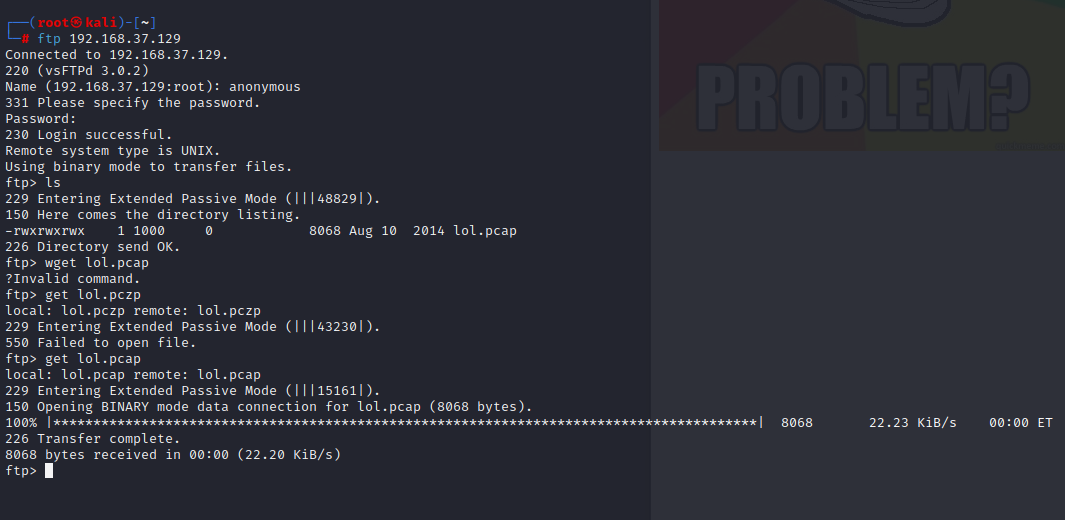 ┌──(root㉿kali)-[~]
└─# ftp 192.168.37.129
Connected to 192.168.37.129.
220 (vsFTPd 3.0.2)
Name (192.168.37.129:root): anonymous
331 Please specify the password.
Password:
230 Login successful.
Remote system type is UNIX.
Using binary mode to transfer files.
ftp> ls
229 Entering Extended Passive Mode (|||48829|).
150 Here comes the directory listing.
-rwxrwxrwx    1 1000     0            8068 Aug 10  2014 lol.pcap
226 Directory send OK.
ftp> wget lol.pcap
?Invalid command.
ftp> get lol.pczp
local: lol.pczp remote: lol.pczp
229 Entering Extended Passive Mode (|||43230|).
550 Failed to open file.
ftp> get lol.pcap
local: lol.pcap remote: lol.pcap
229 Entering Extended Passive Mode (|||15161|).
150 Opening BINARY mode data connection for lol.pcap (8068 bytes).
100% |****************************************************************************************|  8068       22.23 KiB/s    00:00 ET
226 Transfer complete.
8068 bytes received in 00:00 (22.20 KiB/s)
ftp>
PROBLEM?